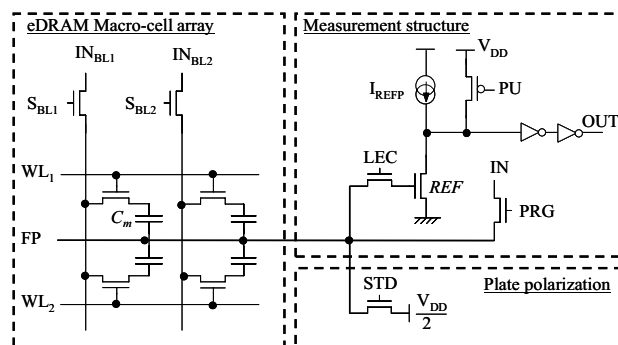 eDRAM Macro-cell array
Measurement structure
IN_BL1
IN_BL2
V_DD
I_REFP
PU
S_BL1
S_BL2
OUT
LEC
IN
WL_1
REF
C_m
PRG
FP
STD
Plate polarization
V_DD
2
WL_2